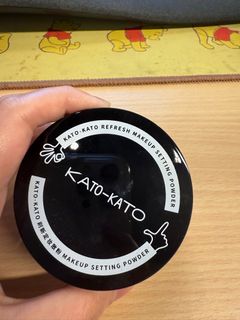 KATO-KATO REFRESH MAKEUP SETTING POWDER
KATO-KATO
KATO-KATO MAKEUP SETTING POWDER